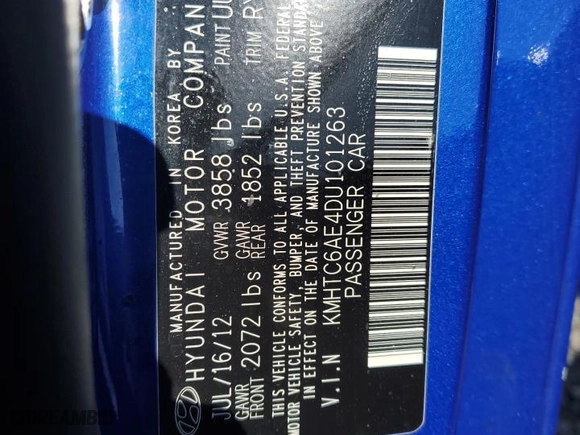 MANUFACTURED IN KOREA BY
HYUNDAI MOTOR COMPAN
JUL/16/12 GVWR 3858 lbs PAINT
GAWR FRONT 2072 lbs GAWR REAR 1852 lbs TRIM RY
THIS VEHICLE CONFORMS TO ALL APPLICABLE U.S.A. FEDERAL
MOTOR VEHICLE SAFETY, BUMPER, AND THEFT PREVENTION STANDA
IN EFFECT ON THE DATE OF MANUFACTURE SHOWN ABOVE
V.I.N KMHTC6AE4DU101263
PASSENGER CAR